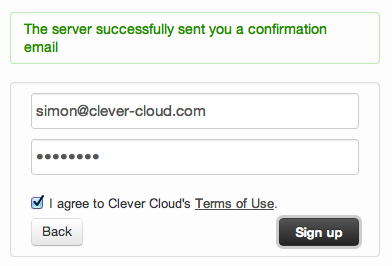 The server successfully sent you a confirmation
email
simon@clever-cloud.com
••••••••
I agree to Clever Cloud's Terms of Use.
Back
Sign up